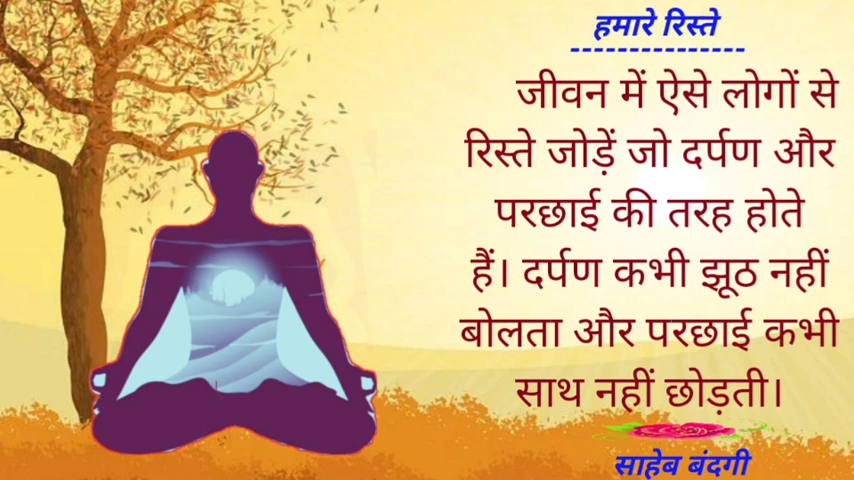 हमारे रिस्ते
---------------
जीवन में ऐसे लोगों से
रिस्ते जोड़ें जो दर्पण और
परछाई की तरह होते
हैं। दर्पण कभी झूठ नहीं
बोलता और परछाई कभी
साथ नहीं छोड़ती।
साहेब बंदगी